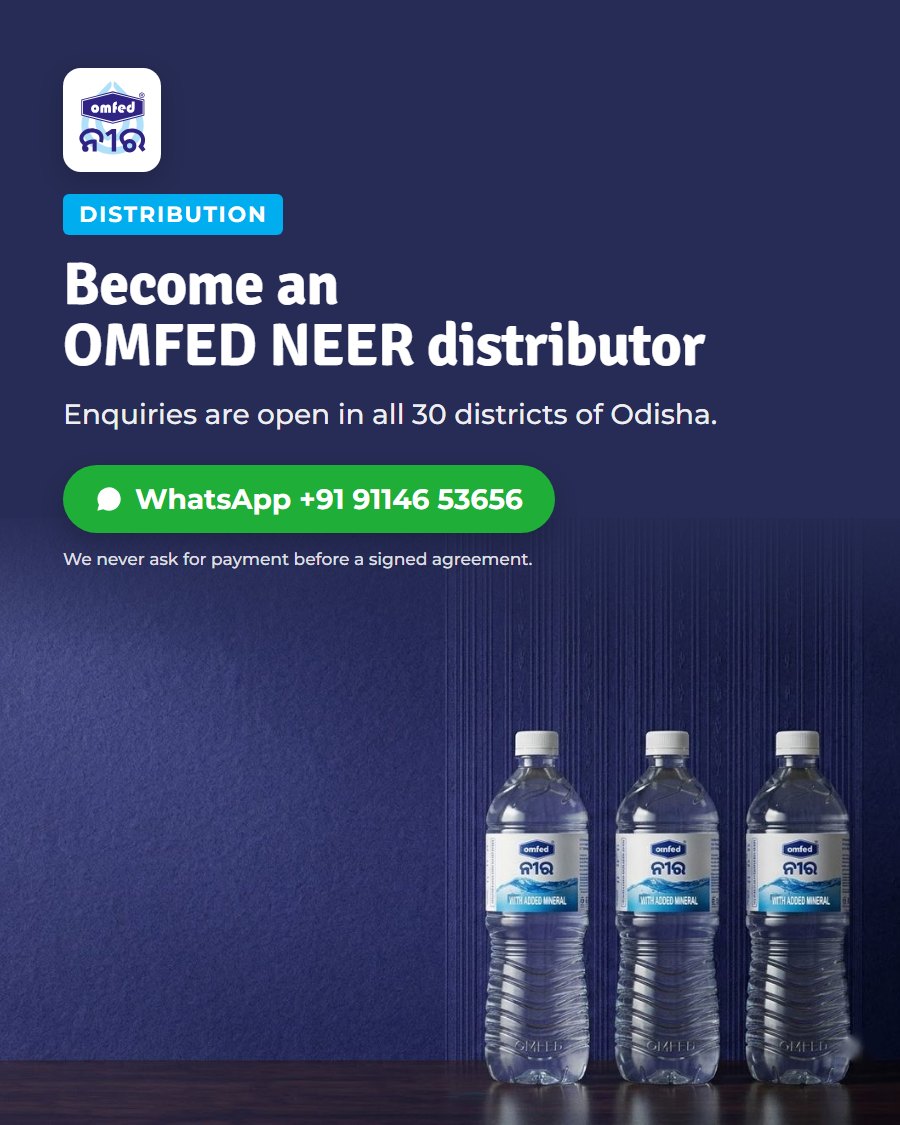 omfed
ନୀର
DISTRIBUTION
Become an
OMFED NEER distributor
Enquiries are open in all 30 districts of Odisha.
WhatsApp +91 91146 53656
We never ask for payment before a signed agreement.
omfed
ନୀର
WITH ADDED MINERAL
OMFED
omfed
ନୀର
WITH ADDED MINERAL
OMFED
omfed
ନୀର
WITH ADDED MINERAL
OMFED